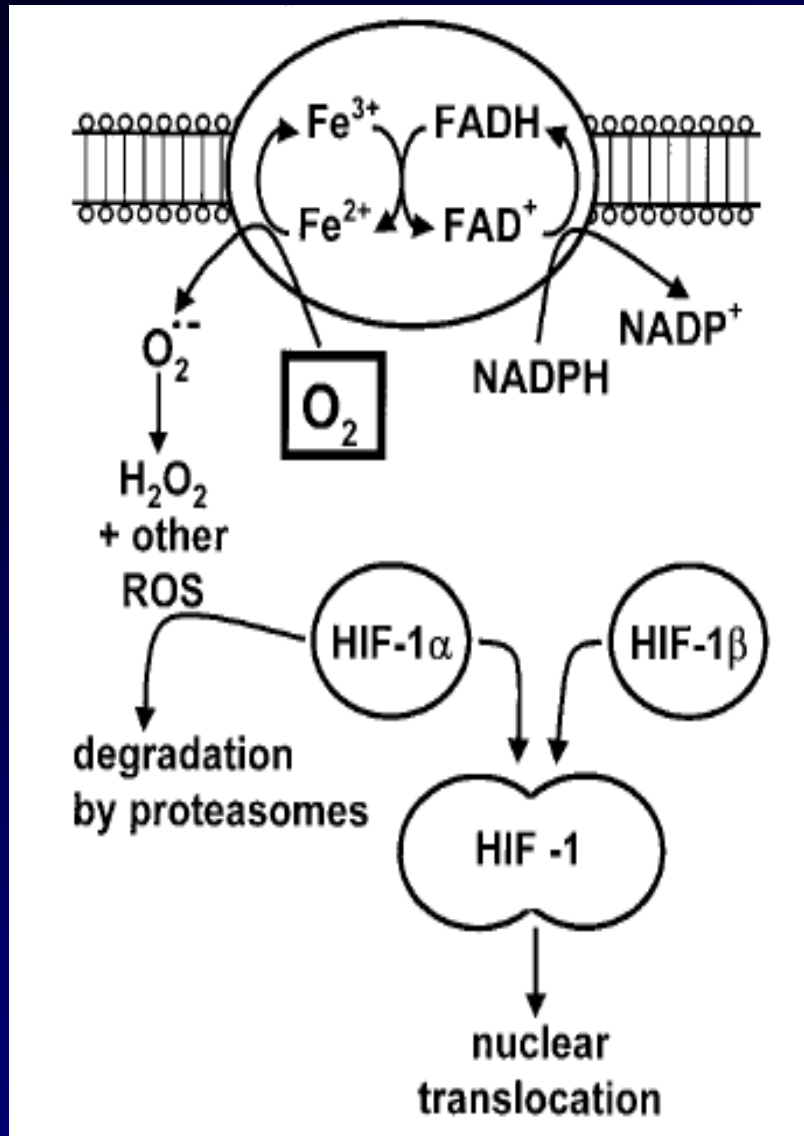 Fe³⁺ FADH
Fe²⁺ FAD⁺
NADP⁺
O₂·⁻
NADPH
O₂
H₂O₂
+ other
ROS
HIF-1α
HIF-1β
degradation
by proteasomes
HIF -1
nuclear
translocation